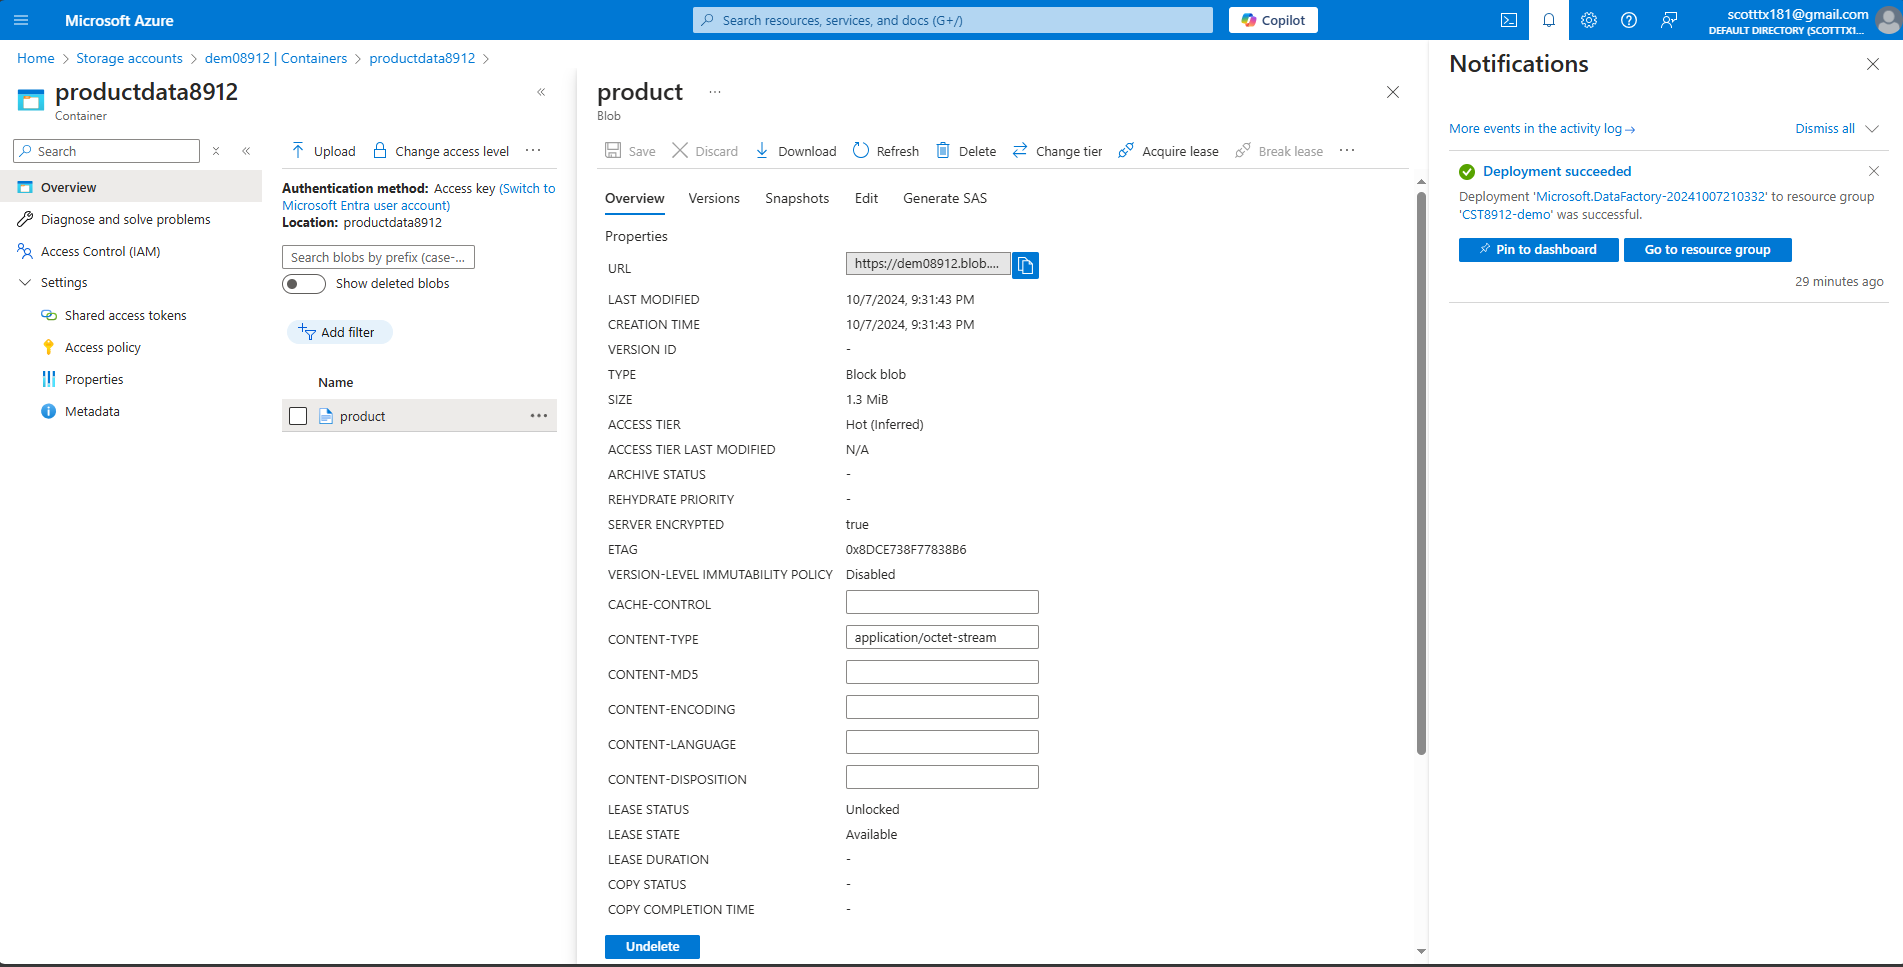 Microsoft Azure
Search resources, services, and docs (G+/)
Copilot
scotttx181@gmail.com
DEFAULT DIRECTORY (SCOTTTX1...
Home > Storage accounts > dem08912 | Containers > productdata8912 >
productdata8912
Container
Search
Overview
Diagnose and solve problems
Access Control (IAM)
Settings
Shared access tokens
Access policy
Properties
Metadata
Upload Change access level ...
Authentication method: Access key (Switch to
Microsoft Entra user account)
Location: productdata8912
Search blobs by prefix (case-...
Show deleted blobs
Add filter
Name
product ...
product ...
Blob
Save Discard Download Refresh Delete Change tier Acquire lease Break lease ...
Overview Versions Snapshots Edit Generate SAS
Properties
URL https://dem08912.blob....
LAST MODIFIED 10/7/2024, 9:31:43 PM
CREATION TIME 10/7/2024, 9:31:43 PM
VERSION ID -
TYPE Block blob
SIZE 1.3 MiB
ACCESS TIER Hot (Inferred)
ACCESS TIER LAST MODIFIED N/A
ARCHIVE STATUS -
REHYDRATE PRIORITY -
SERVER ENCRYPTED true
ETAG 0x8DCE738F77838B6
VERSION-LEVEL IMMUTABILITY POLICY Disabled
CACHE-CONTROL
CONTENT-TYPE application/octet-stream
CONTENT-MD5
CONTENT-ENCODING
CONTENT-LANGUAGE
CONTENT-DISPOSITION
LEASE STATUS Unlocked
LEASE STATE Available
LEASE DURATION -
COPY STATUS -
COPY COMPLETION TIME -
Undelete
Notifications
More events in the activity log → Dismiss all
Deployment succeeded
Deployment 'Microsoft.DataFactory-20241007210332' to resource group
'CST8912-demo' was successful.
Pin to dashboard Go to resource group
29 minutes ago